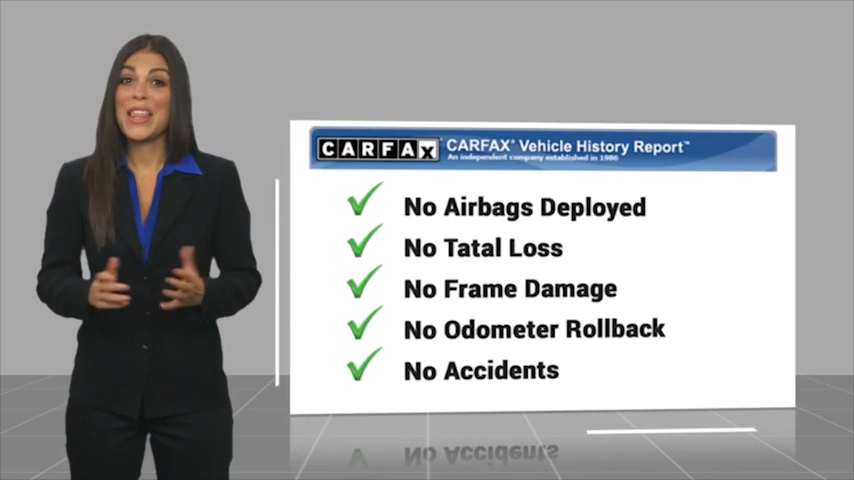 CARFAX CARFAX® Vehicle History Report™
An independent company established in 1986
No Airbags Deployed
No Tatal Loss
No Frame Damage
No Odometer Rollback
No Accidents
No Accidents